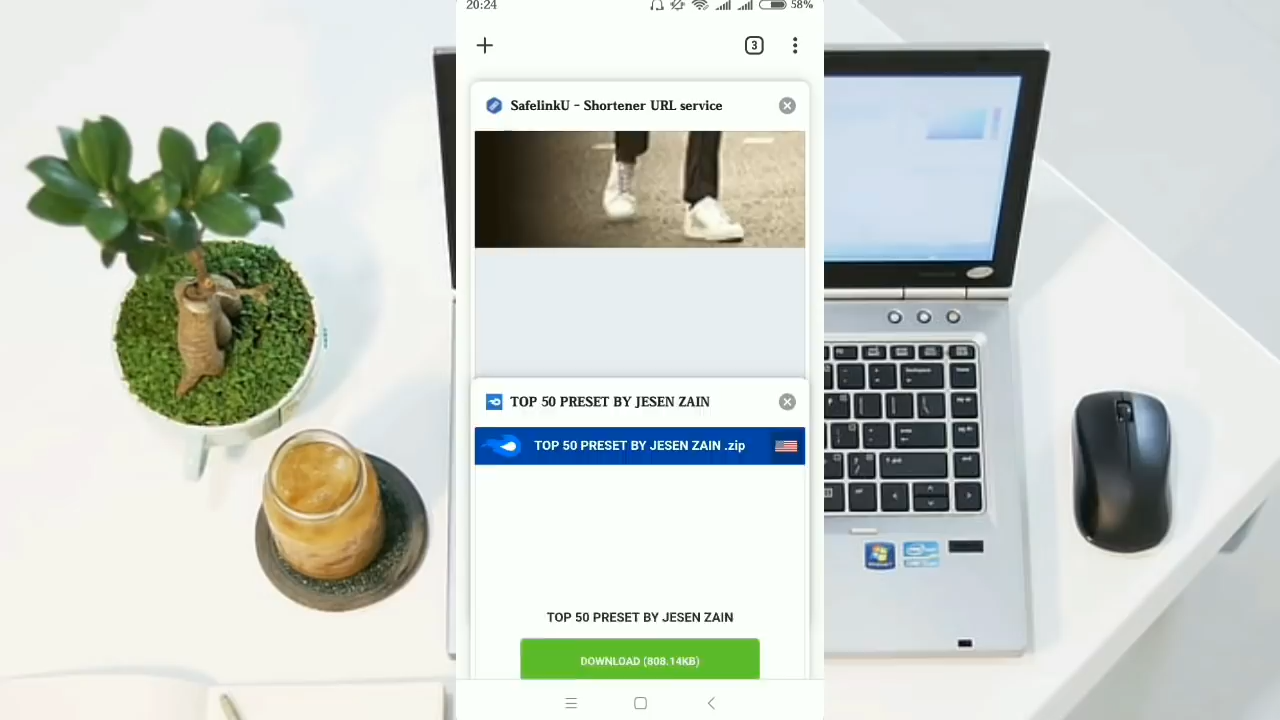 20:24
58%
3
SafelinkU - Shortener URL service
TOP 50 PRESET BY JESEN ZAIN
TOP 50 PRESET BY JESEN ZAIN .zip
TOP 50 PRESET BY JESEN ZAIN
DOWNLOAD (808.14KB)